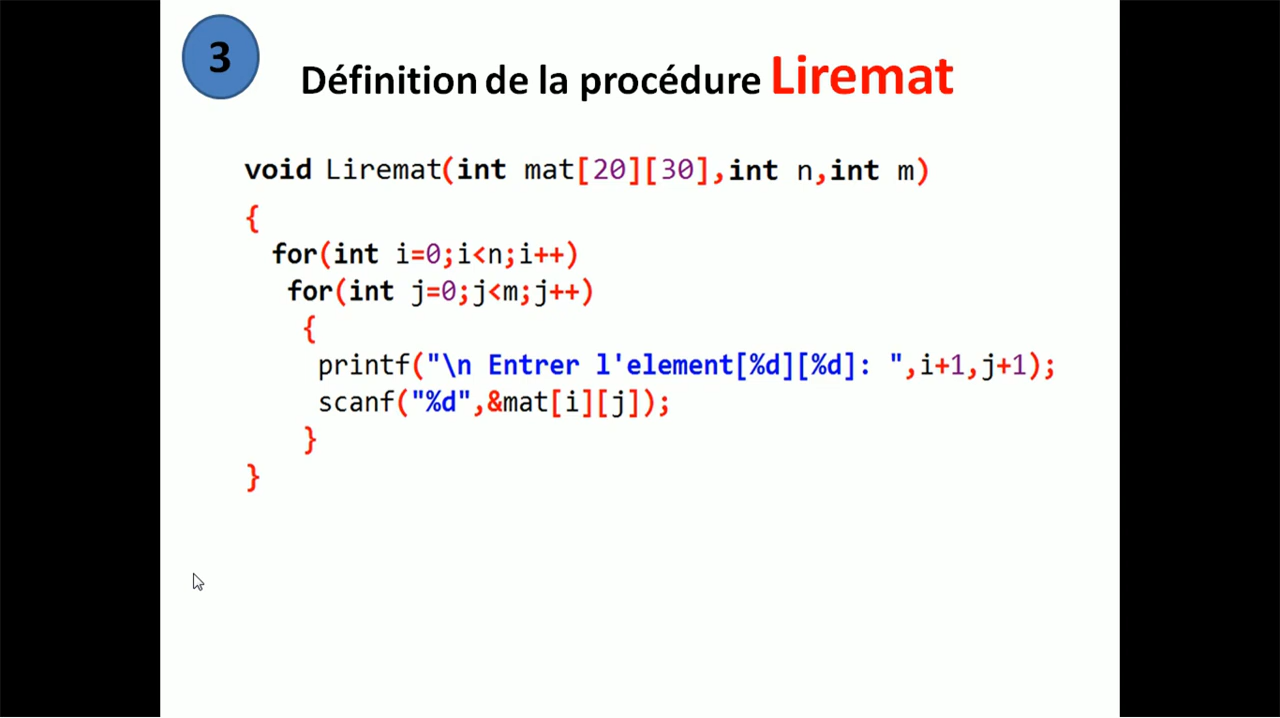 3
Définition de la procédure Liremat
void Liremat(int mat[20][30],int n,int m)
{
for(int i=0;i<n;i++)
for(int j=0;j<m;j++)
{
printf("\n Entrer l'element[%d][%d]: ",i+1,j+1);
scanf("%d",&mat[i][j]);
}
}